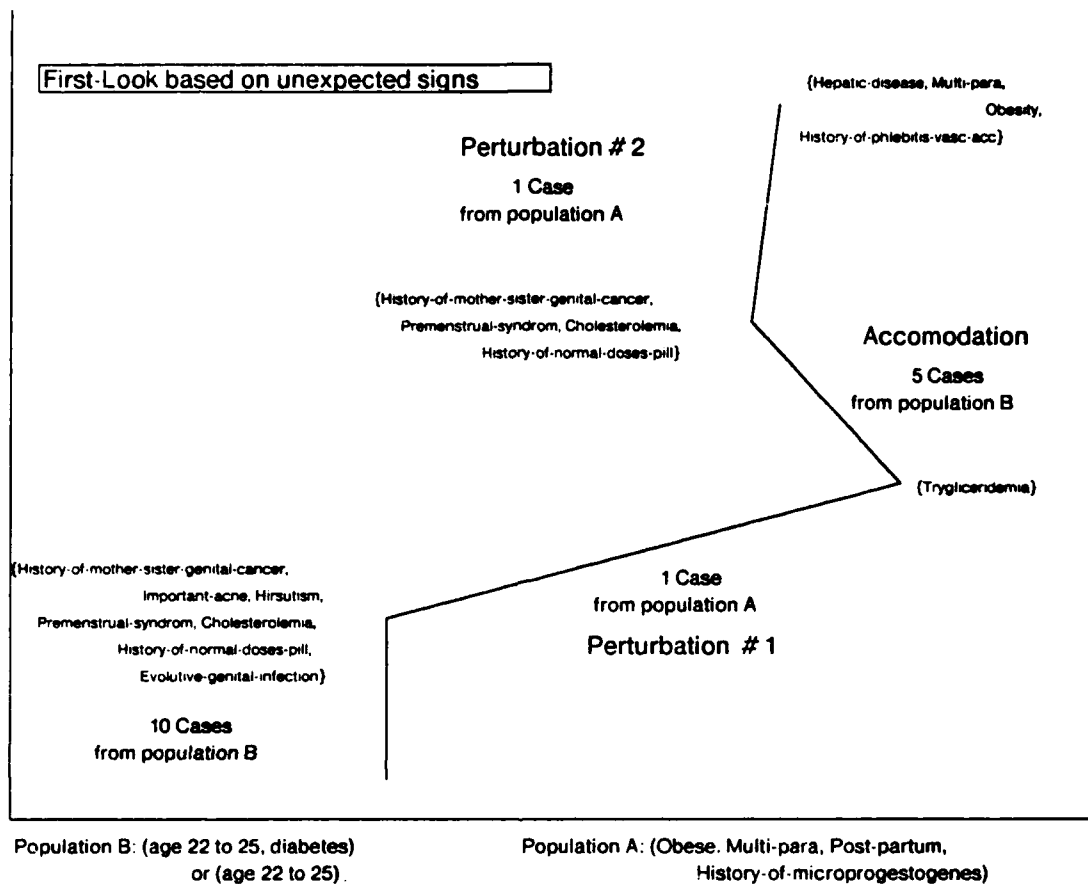 First-Look based on unexpected signs
{Hepatic-disease, Multi-para,
Obesity,
History-of-phlebitis-vasc-acc}
Perturbation # 2
1 Case
from population A
{History-of-mother-sister-genital-cancer,
Premenstrual-syndrom, Cholesterolemia,
History-of-normal-doses-pill}
Accomodation
5 Cases
from population B
{Trygliceridemia}
{History-of-mother-sister-genital-cancer,
Important-acne, Hirsutism,
Premenstrual-syndrom, Cholesterolemia,
History-of-normal-doses-pill,
Evolutive-genital-infection}
10 Cases
from population B
1 Case
from population A
Perturbation # 1
Population B: (age 22 to 25, diabetes)
or (age 22 to 25).
Population A: (Obese. Multi-para, Post-partum,
History-of-microprogestogenes)